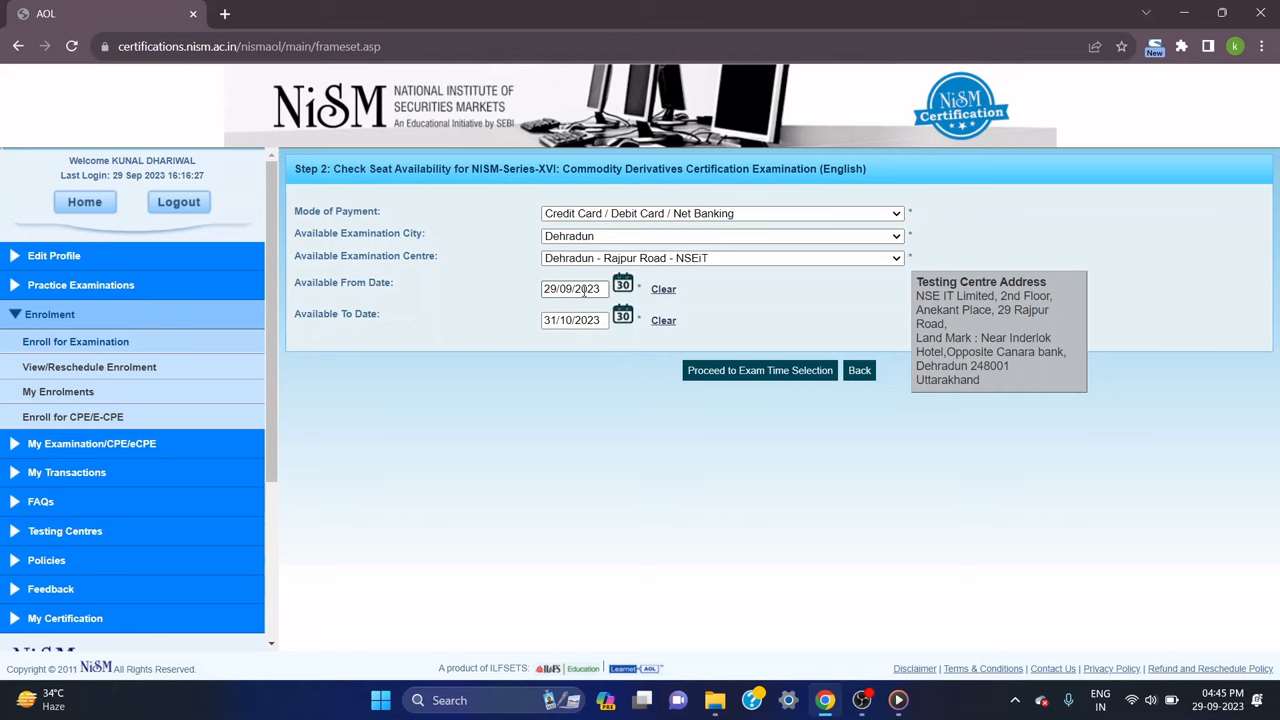 AOL
certifications.nism.ac.in/nismaol/main/frameset.asp
New
k
NiSM
NATIONAL INSTITUTE OF
SECURITIES MARKETS
An Educational Initiative by SEBI
NiSM
Certification
Welcome KUNAL DHARIWAL
Last Login: 29 Sep 2023 16:16:27
Home
Logout
Edit Profile
Practice Examinations
Enrolment
Enroll for Examination
View/Reschedule Enrolment
My Enrolments
Enroll for CPE/E-CPE
My Examination/CPE/eCPE
My Transactions
FAQs
Testing Centres
Policies
Feedback
My Certification
Step 2: Check Seat Availability for NISM-Series-XVI: Commodity Derivatives Certification Examination (English)
Mode of Payment: Credit Card / Debit Card / Net Banking *
Available Examination City: Dehradun *
Available Examination Centre: Dehradun - Rajpur Road - NSEiT *
Available From Date: 29/09/2023 30 * Clear
Available To Date: 31/10/2023 30 * Clear
Testing Centre Address
NSE IT Limited, 2nd Floor,
Anekant Place, 29 Rajpur
Road,
Land Mark : Near Inderlok
Hotel,Opposite Canara bank,
Dehradun 248001
Uttarakhand
Proceed to Exam Time Selection
Back
Copyright © 2011 NiSM All Rights Reserved.
A product of ILFSETS: IL&FS Education Learnet AOL
Disclaimer | Terms & Conditions | Contact Us | Privacy Policy | Refund and Reschedule Policy
34°C
Haze
Search
PRE
ENG
IN
04:45 PM
29-09-2023